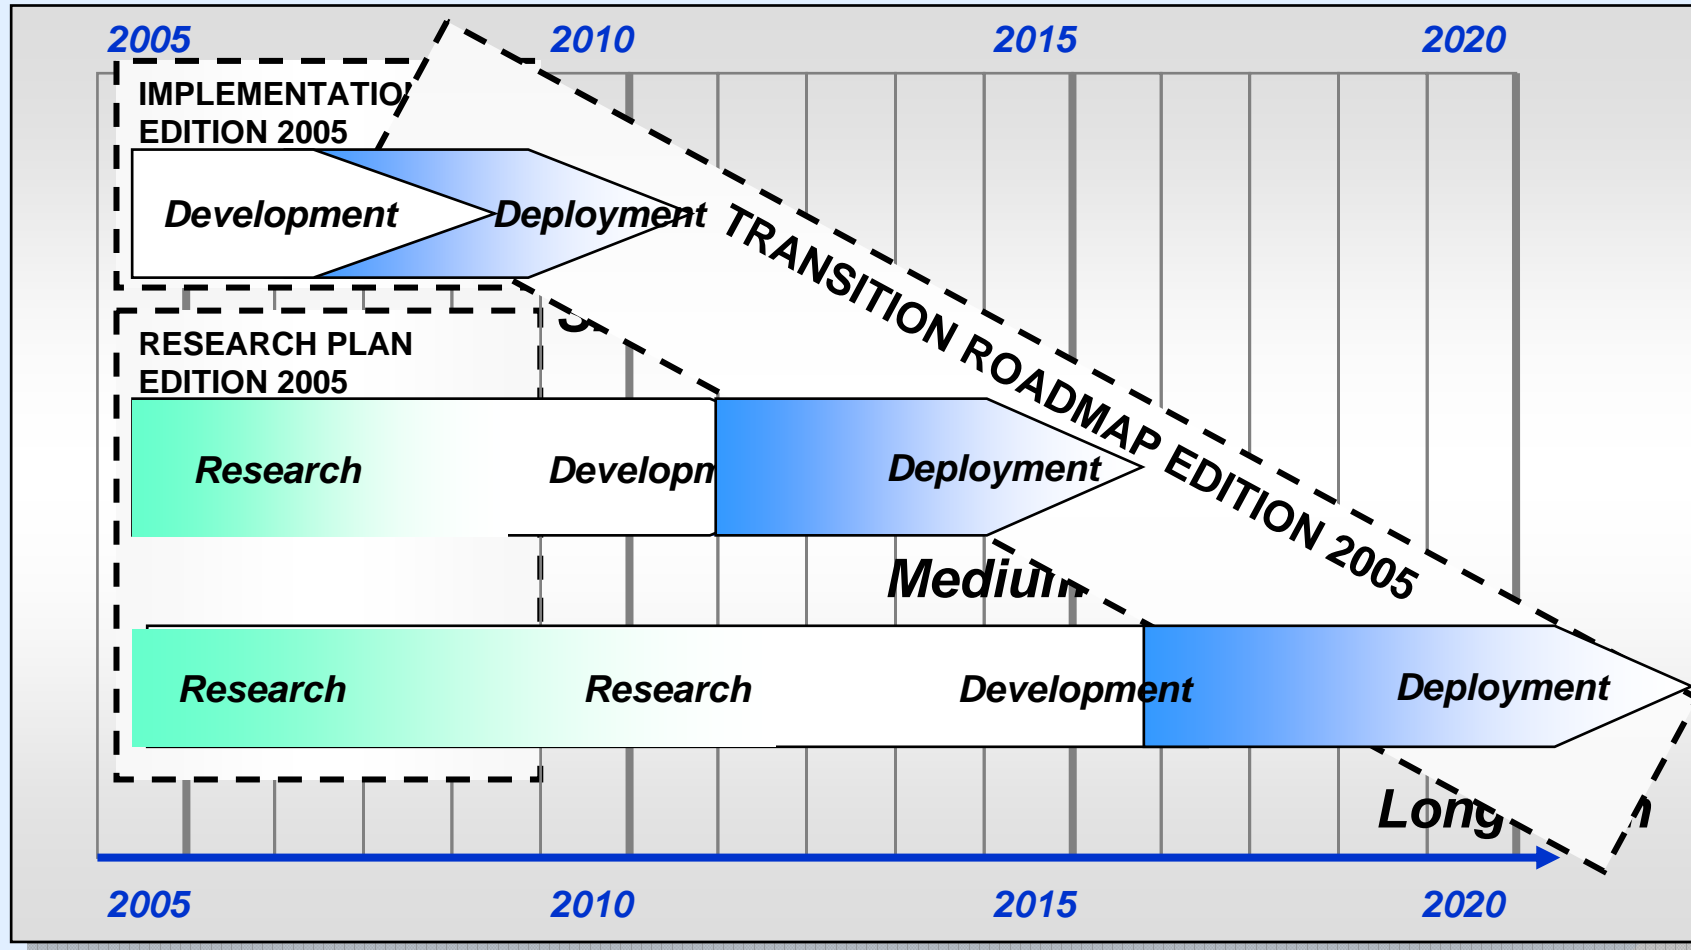 2005 2010 2015 2020
IMPLEMENTATIO
EDITION 2005
Development Deployment
TRANSITION ROADMAP EDITION 2005
RESEARCH PLAN
EDITION 2005
Research Developm Deployment
Medium
Research Research Development Deployment
Long
2005 2010 2015 2020